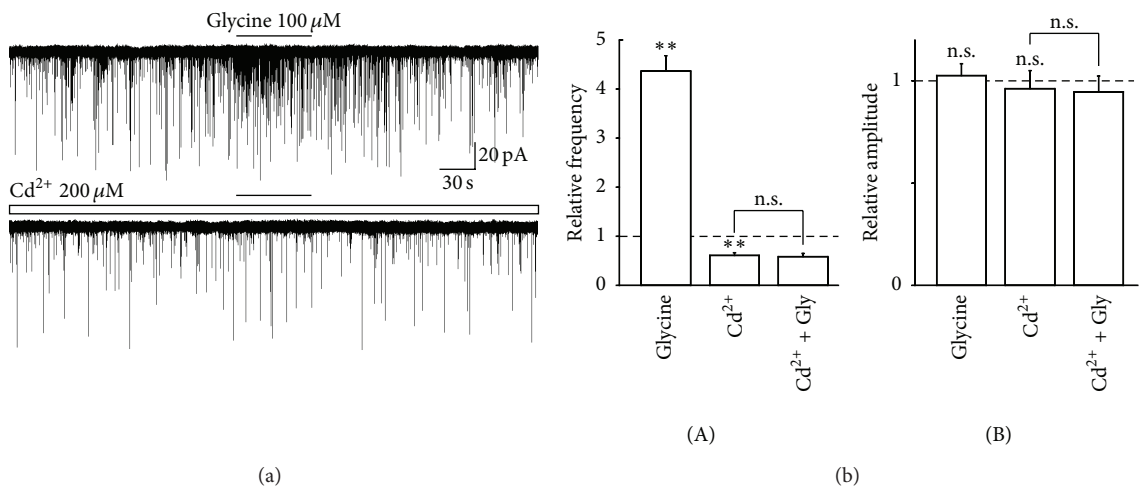 Glycine 100 μM
20 pA
30 s
Cd²⁺ 200 μM
(a)
Relative frequency
5
4
3
2
1
0
**
**
n.s.
Glycine
Cd²⁺
Cd²⁺ + Gly
(A)
Relative amplitude
1
0
n.s.
n.s.
n.s.
Glycine
Cd²⁺
Cd²⁺ + Gly
(B)
(b)